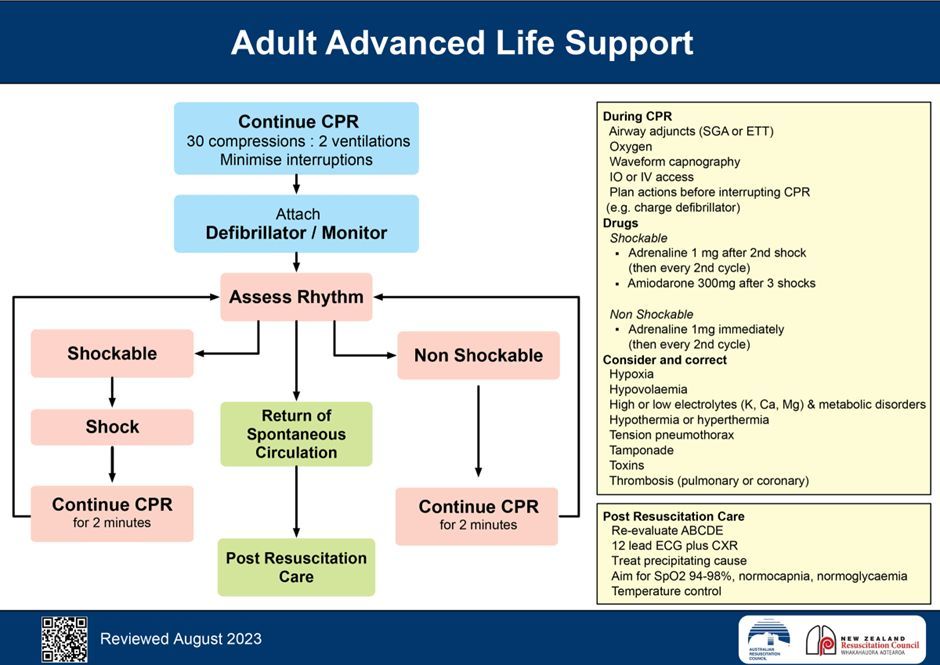 Adult Advanced Life Support
Continue CPR
30 compressions : 2 ventilations
Minimise interruptions
Attach
Defibrillator / Monitor
Assess Rhythm
Shockable
Non Shockable
Shock
Return of
Spontaneous
Circulation
Continue CPR
for 2 minutes
Continue CPR
for 2 minutes
Post Resuscitation
Care
During CPR
Airway adjuncts (SGA or ETT)
Oxygen
Waveform capnography
IO or IV access
Plan actions before interrupting CPR
(e.g. charge defibrillator)
Drugs
Shockable
▪ Adrenaline 1 mg after 2nd shock
(then every 2nd cycle)
▪ Amiodarone 300mg after 3 shocks
Non Shockable
▪ Adrenaline 1mg immediately
(then every 2nd cycle)
Consider and correct
Hypoxia
Hypovolaemia
High or low electrolytes (K, Ca, Mg) & metabolic disorders
Hypothermia or hyperthermia
Tension pneumothorax
Tamponade
Toxins
Thrombosis (pulmonary or coronary)
Post Resuscitation Care
Re-evaluate ABCDE
12 lead ECG plus CXR
Treat precipitating cause
Aim for SpO2 94-98%, normocapnia, normoglycaemia
Temperature control
Reviewed August 2023
AUSTRALIAN
RESUSCITATION
COUNCIL
NEW ZEALAND
Resuscitation Council
WHAKAHAUORA AOTEAROA